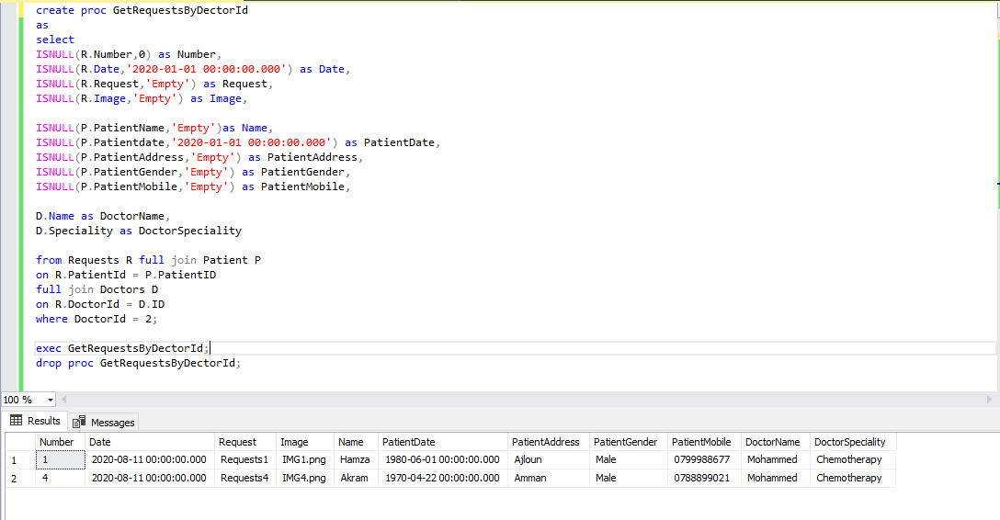 create proc GetRequestsByDectorId
as
select
ISNULL(R.Number,0) as Number,
ISNULL(R.Date,'2020-01-01 00:00:00.000') as Date,
ISNULL(R.Request,'Empty') as Request,
ISNULL(R.Image,'Empty') as Image,
ISNULL(P.PatientName,'Empty')as Name,
ISNULL(P.Patientdate,'2020-01-01 00:00:00.000') as PatientDate,
ISNULL(P.PatientAddress,'Empty') as PatientAddress,
ISNULL(P.PatientGender,'Empty') as PatientGender,
ISNULL(P.PatientMobile,'Empty') as PatientMobile,
D.Name as DoctorName,
D.Speciality as DoctorSpeciality
from Requests R full join Patient P
on R.PatientId = P.PatientID
full join Doctors D
on R.DoctorId = D.ID
where DoctorId = 2;
exec GetRequestsByDectorId;
drop proc GetRequestsByDectorId;
100 %
Results Messages
Number Date Request Image Name PatientDate PatientAddress PatientGender PatientMobile DoctorName DoctorSpeciality
1 1 2020-08-11 00:00:00.000 Requests1 IMG1.png Hamza 1980-06-01 00:00:00.000 Ajloun Male 0799988677 Mohammed Chemotherapy
2 4 2020-08-11 00:00:00.000 Requests4 IMG4.png Akram 1970-04-22 00:00:00.000 Amman Male 0788899021 Mohammed Chemotherapy